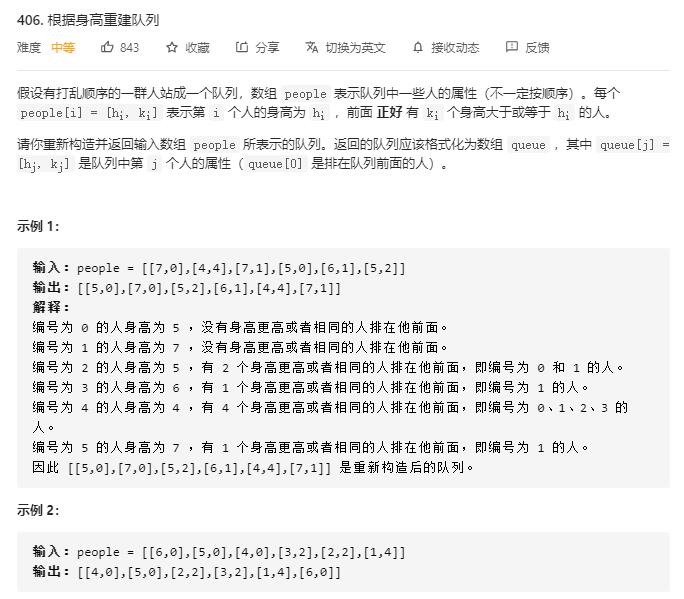 406. 根据身高重建队列
难度 中等 843 收藏 分享 切换为英文 接收动态 反馈
假设有打乱顺序的一群人站成一个队列，数组 people 表示队列中一些人的属性（不一定按顺序）。每个
people[i] = [hi, ki] 表示第 i 个人的身高为 hi ，前面 正好 有 ki 个身高大于或等于 hi 的人。
请你重新构造并返回输入数组 people 所表示的队列。返回的队列应该格式化为数组 queue ，其中 queue[j] =
[hj, kj] 是队列中第 j 个人的属性（queue[0] 是排在队列前面的人）。
示例 1：
输入：people = [[7,0],[4,4],[7,1],[5,0],[6,1],[5,2]]
输出：[[5,0],[7,0],[5,2],[6,1],[4,4],[7,1]]
解释：
编号为 0 的人身高为 5 ，没有身高更高或者相同的人排在他前面。
编号为 1 的人身高为 7 ，没有身高更高或者相同的人排在他前面。
编号为 2 的人身高为 5 ，有 2 个身高更高或者相同的人排在他前面，即编号为 0 和 1 的人。
编号为 3 的人身高为 6 ，有 1 个身高更高或者相同的人排在他前面，即编号为 1 的人。
编号为 4 的人身高为 4 ，有 4 个身高更高或者相同的人排在他前面，即编号为 0、1、2、3 的
人。
编号为 5 的人身高为 7 ，有 1 个身高更高或者相同的人排在他前面，即编号为 1 的人。
因此 [[5,0],[7,0],[5,2],[6,1],[4,4],[7,1]] 是重新构造后的队列。
示例 2：
输入：people = [[6,0],[5,0],[4,0],[3,2],[2,2],[1,4]]
输出：[[4,0],[5,0],[2,2],[3,2],[1,4],[6,0]]